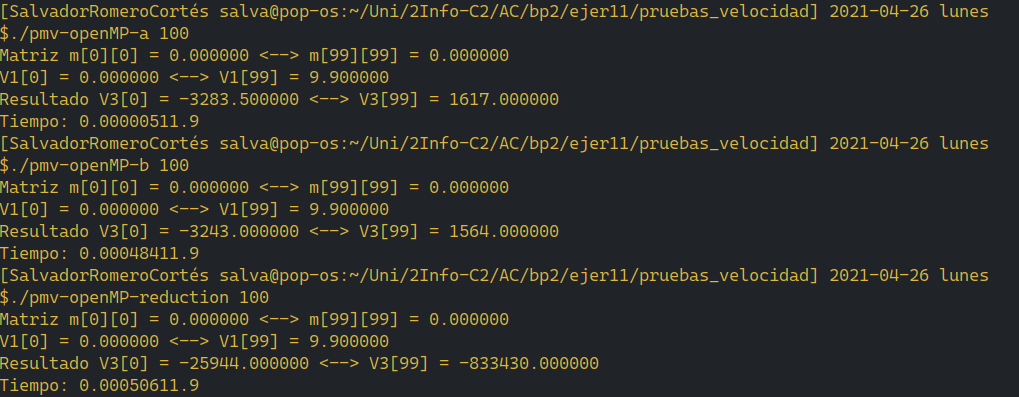 [SalvadorRomeroCortés salva@pop-os:~/Uni/2Info-C2/AC/bp2/ejer11/pruebas_velocidad] 2021-04-26 lunes
$./pmv-openMP-a 100
Matriz m[0][0] = 0.000000 <--> m[99][99] = 0.000000
V1[0] = 0.000000 <--> V1[99] = 9.900000
Resultado V3[0] = -3283.500000 <--> V3[99] = 1617.000000
Tiempo: 0.00000511.9
[SalvadorRomeroCortés salva@pop-os:~/Uni/2Info-C2/AC/bp2/ejer11/pruebas_velocidad] 2021-04-26 lunes
$./pmv-openMP-b 100
Matriz m[0][0] = 0.000000 <--> m[99][99] = 0.000000
V1[0] = 0.000000 <--> V1[99] = 9.900000
Resultado V3[0] = -3243.000000 <--> V3[99] = 1564.000000
Tiempo: 0.00048411.9
[SalvadorRomeroCortés salva@pop-os:~/Uni/2Info-C2/AC/bp2/ejer11/pruebas_velocidad] 2021-04-26 lunes
$./pmv-openMP-reduction 100
Matriz m[0][0] = 0.000000 <--> m[99][99] = 0.000000
V1[0] = 0.000000 <--> V1[99] = 9.900000
Resultado V3[0] = -25944.000000 <--> V3[99] = -833430.000000
Tiempo: 0.00050611.9